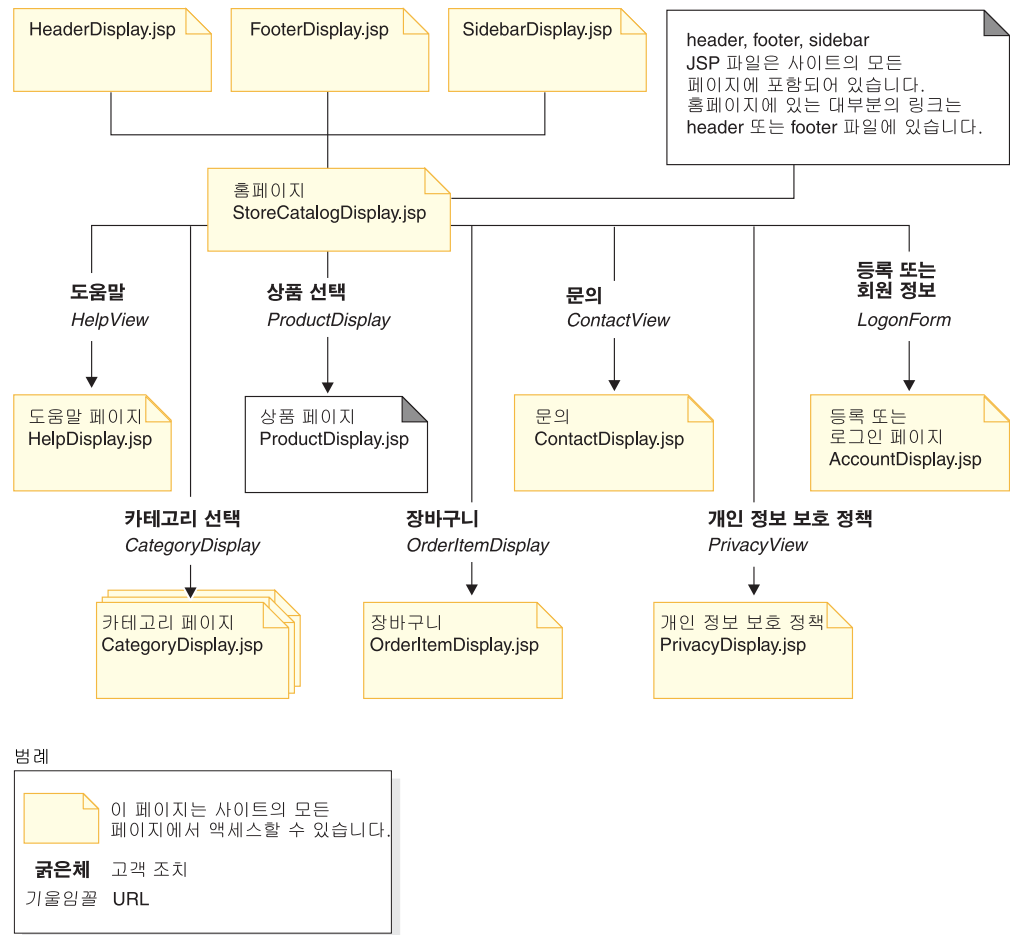 HeaderDisplay.jsp
FooterDisplay.jsp
SidebarDisplay.jsp
header, footer, sidebar
JSP 파일은 사이트의 모든
페이지에 포함되어 있습니다.
홈페이지에 있는 대부분의 링크는
header 또는 footer 파일에 있습니다.
홈페이지
StoreCatalogDisplay.jsp
도움말
HelpView
상품 선택
ProductDisplay
문의
ContactView
등록 또는
회원 정보
LogonForm
도움말 페이지
HelpDisplay.jsp
상품 페이지
ProductDisplay.jsp
문의
ContactDisplay.jsp
등록 또는
로그인 페이지
AccountDisplay.jsp
카테고리 선택
CategoryDisplay
장바구니
OrderItemDisplay
개인 정보 보호 정책
PrivacyView
카테고리 페이지
CategoryDisplay.jsp
장바구니
OrderItemDisplay.jsp
개인 정보 보호 정책
PrivacyDisplay.jsp
범례
이 페이지는 사이트의 모든
페이지에서 액세스할 수 있습니다.
굵은체 고객 조치
기울임꼴 URL